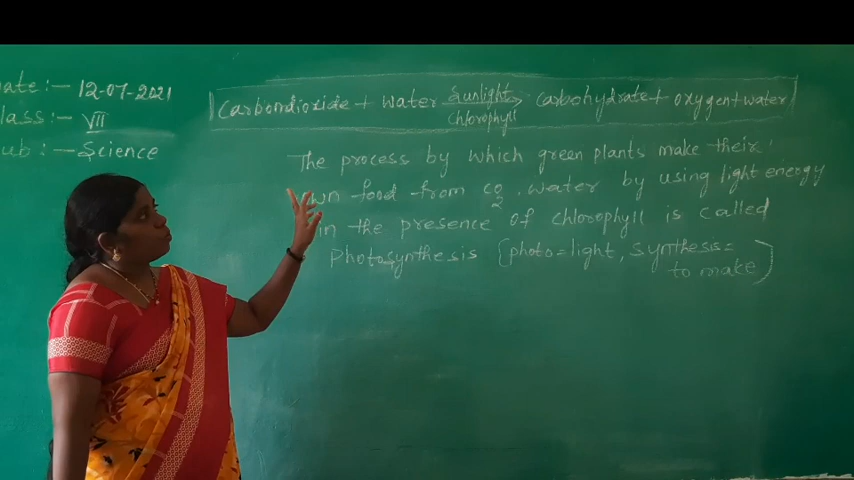 ate:- 12-07-2021
lass:- VII
ub:- Science
Carbondioxide + Water sunlight→ chlorophyll carbohydrate + oxygen + water
The process by which green plants make their
own food from CO2. water by using light energy
in the presence of chlorophyll is called
Photosynthesis [photo=light, synthesis=
to make]